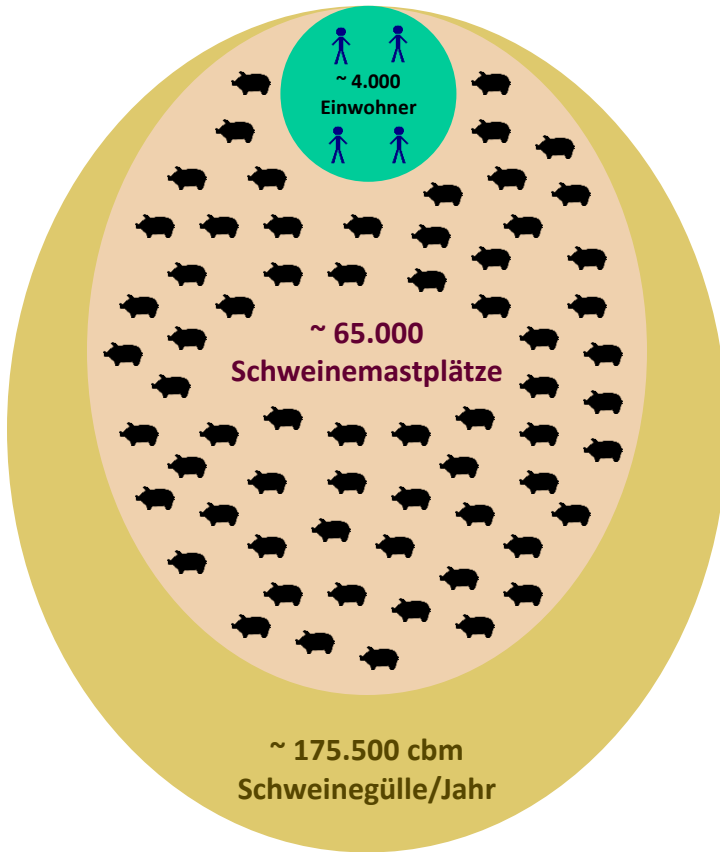 ~ 4.000
Einwohner
~ 65.000
Schweinemastplätze
~ 175.500 cbm
Schweinegülle/Jahr